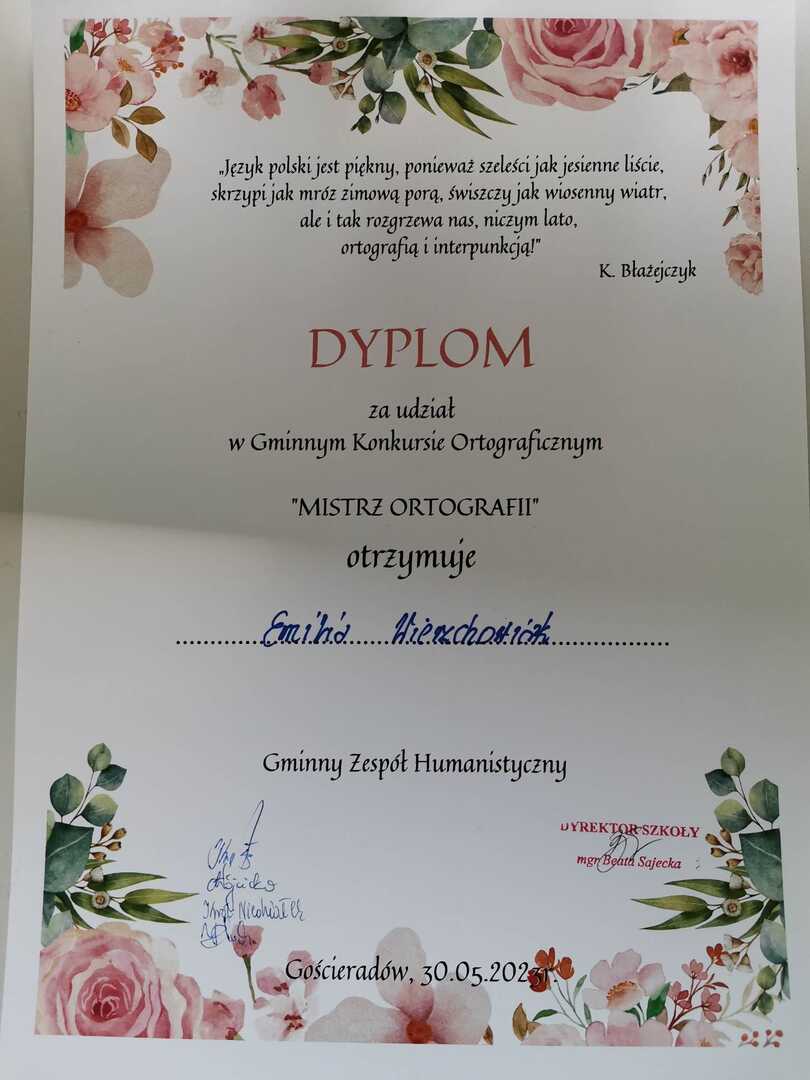 „Język polski jest piękny, ponieważ szeleści jak jesienne liście,
skrzypi jak mróz zimową porą, świszczy jak wiosenny wiatr,
ale i tak rozgrzewa nas, niczym lato,
ortografią i interpunkcją!"
K. Błażejczyk
DYPLOM
za udział
w Gminnym Konkursie Ortograficznym
"MISTRZ ORTOGRAFII"
otrzymuje
Emilia Wierzchowiak
Gminny Zespół Humanistyczny
DYREKTOR SZKOŁY
mgr Beata Sajecka
Gościeradów, 30.05.2023r.